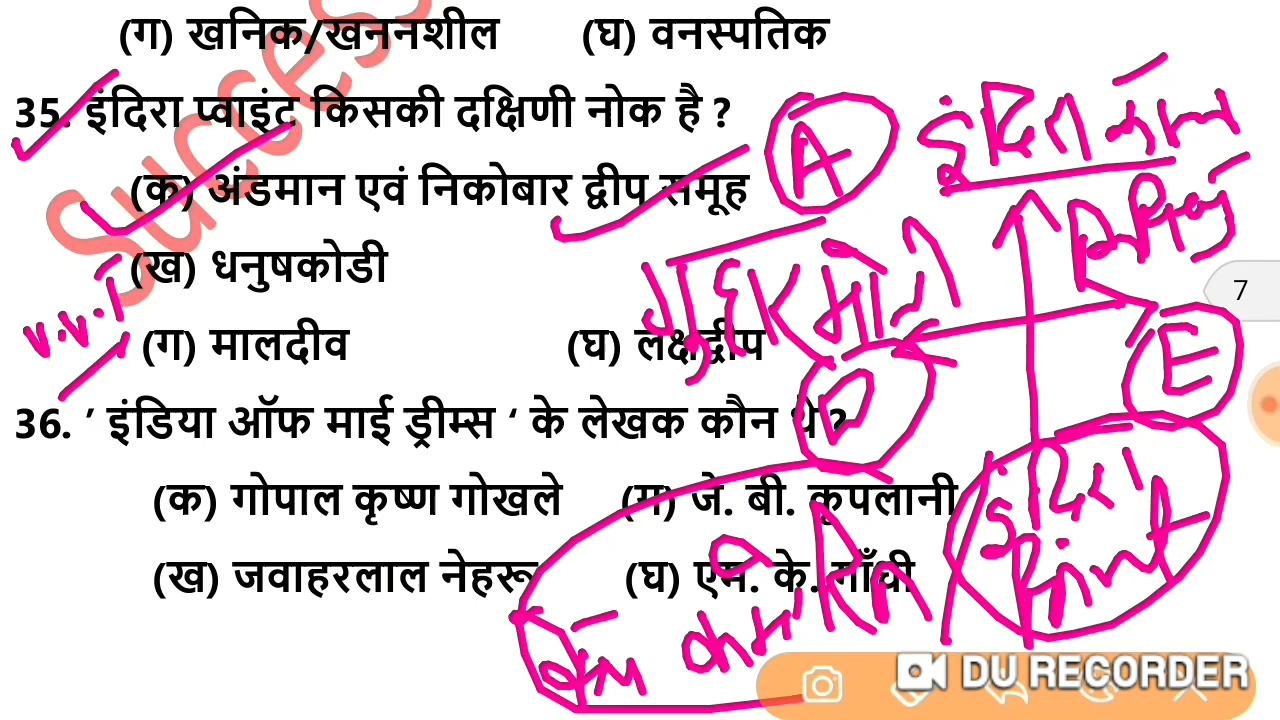 (ग) खनिक/खननशील (घ) वनस्पतिक
35. इंदिरा प्वाइंट किसकी दक्षिणी नोक है ?
(क) अंडमान एवं निकोबार द्वीप समूह
(ख) धनुषकोडी
(ग) मालदीव (घ) लक्षद्वीप
36. ’ इंडिया ऑफ माई ड्रीम्स ‘ के लेखक कौन थे ?
(क) गोपाल कृष्ण गोखले (ग) जे. बी. कृपलानी
(ख) जवाहरलाल नेहरू (घ) एम. के. गाँधी
Success
v.v.I
A
इंदिरा
D
E
इंदिरा
7
DU RECORDER